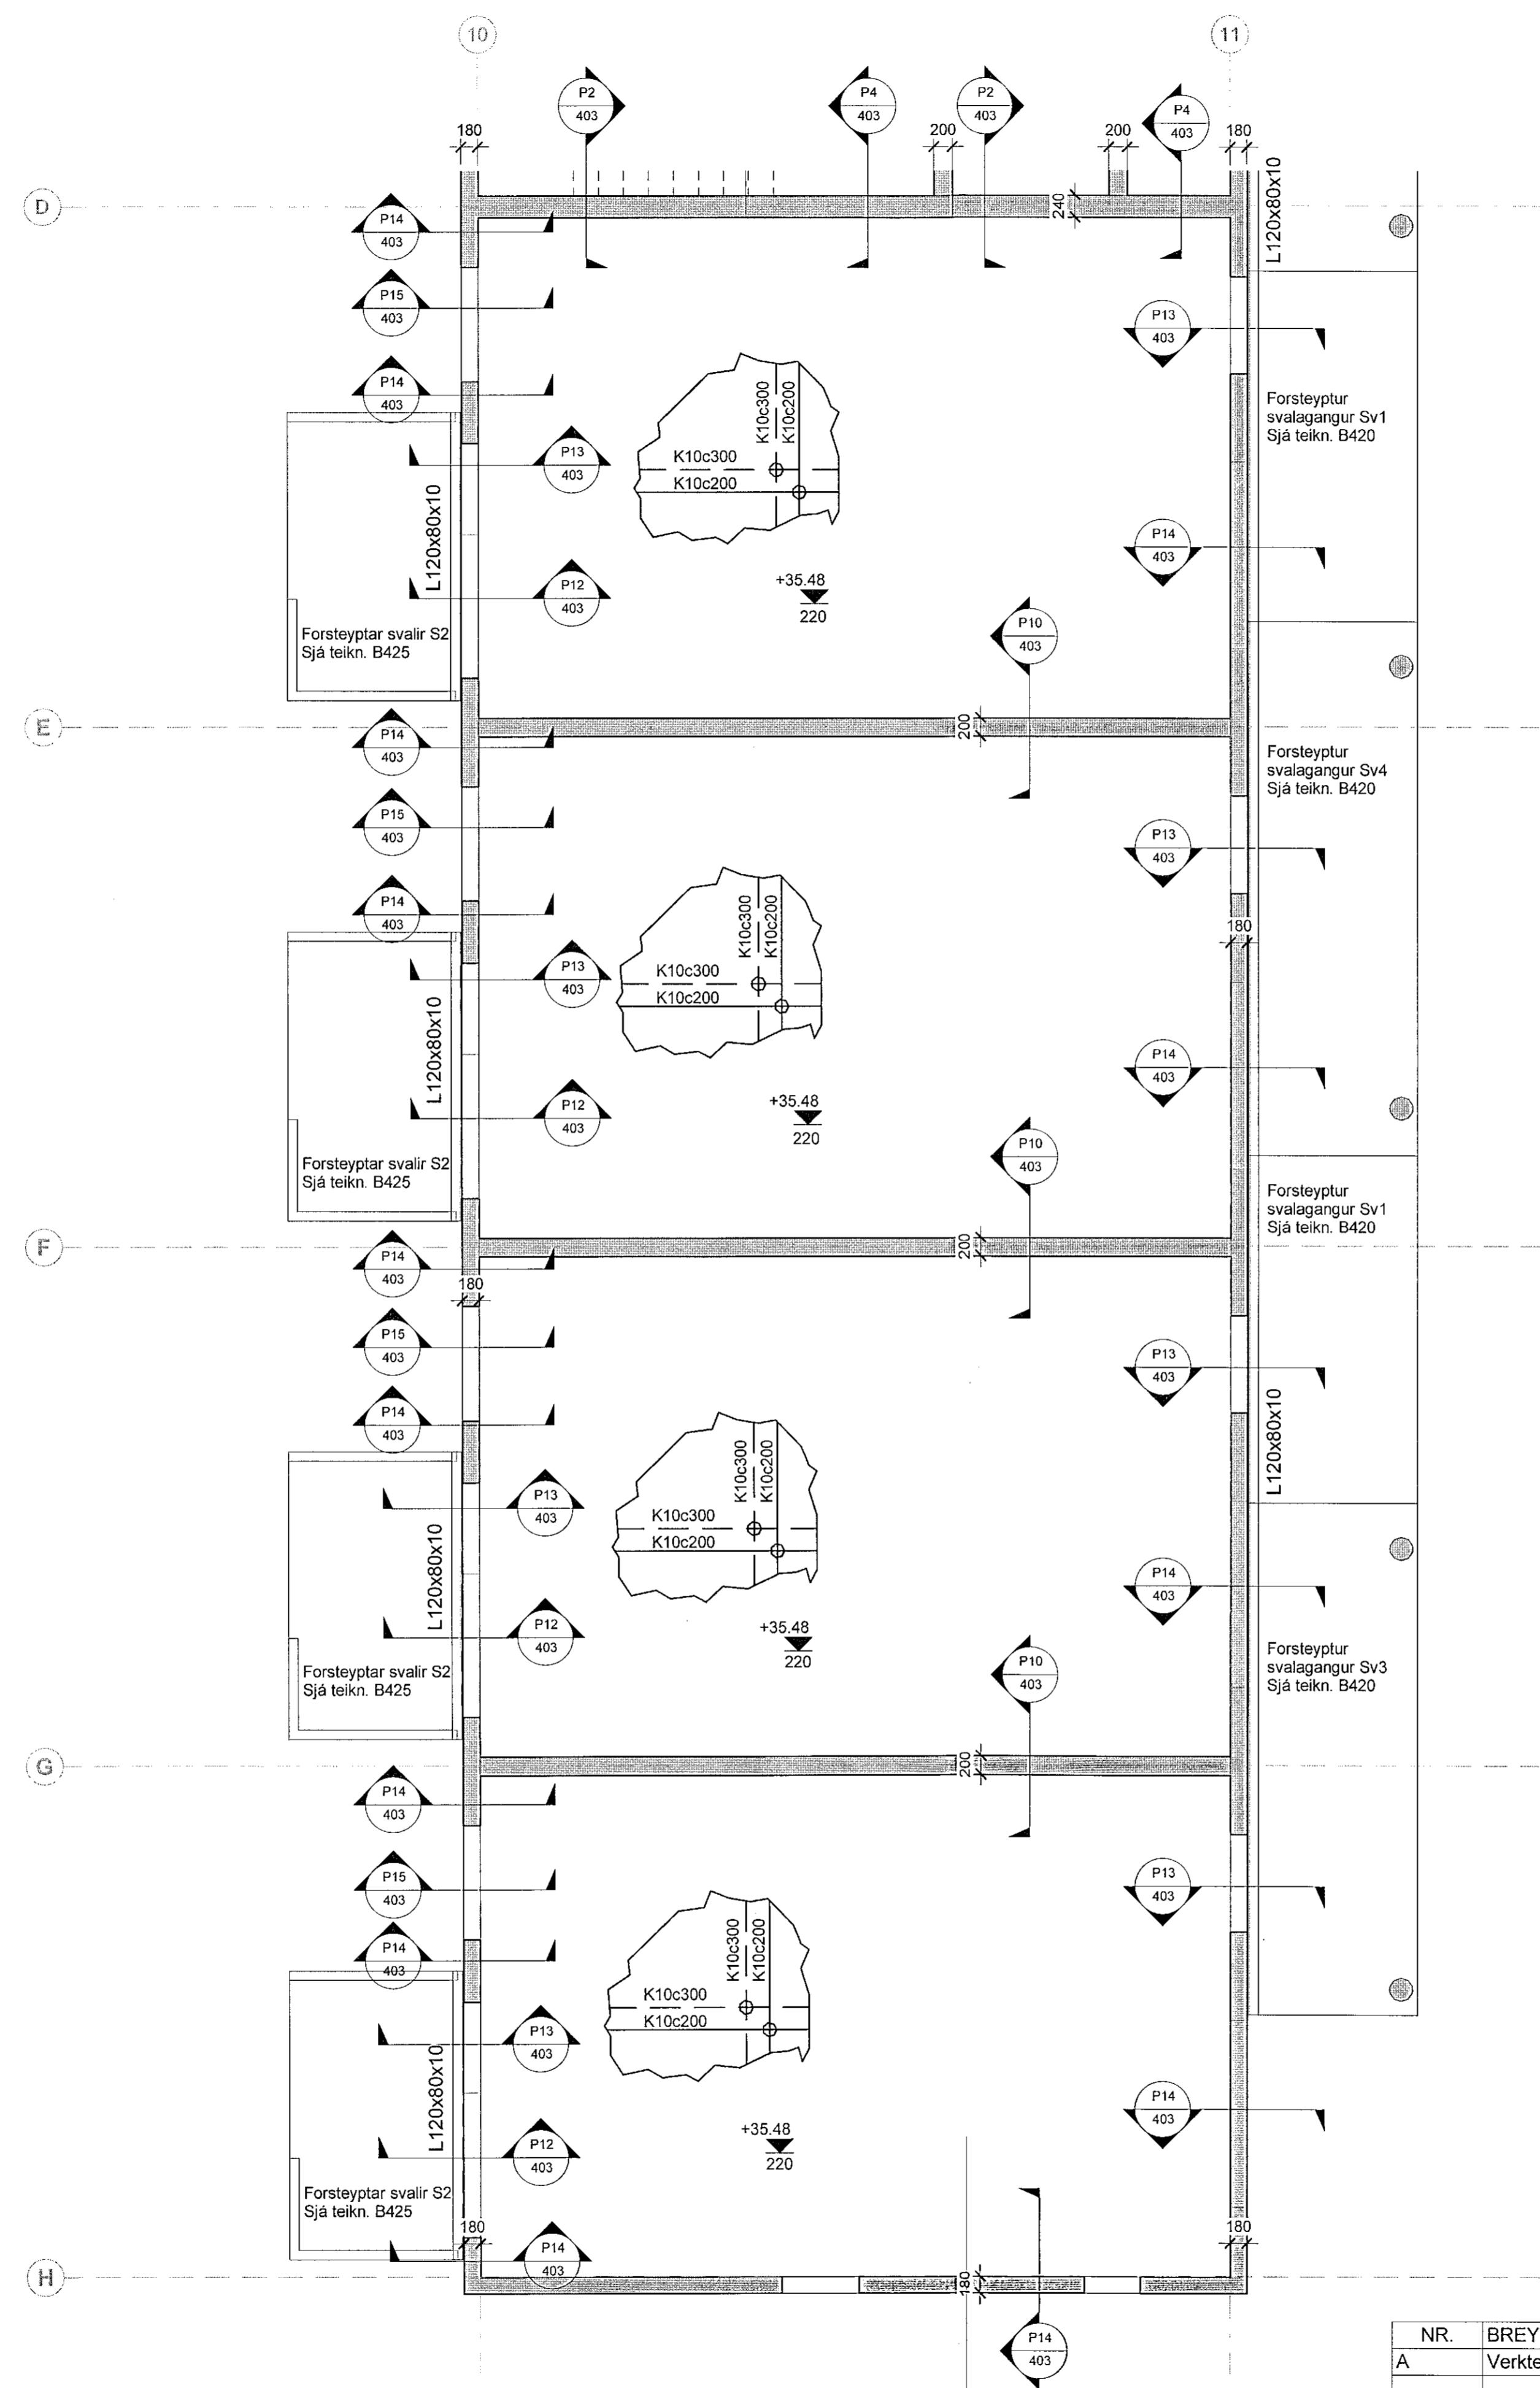 10
11
P2
403
P4
403
P2
403
P4
403
180
200
200
180
D
240
L120x80x10
P14
403
P15
403
P13
403
P14
403
K10c300
K10c200
K10c300
K10c200
Forsteyptur
svalagangur Sv1
Sjá teikn. B420
P13
403
L120x80x10
P14
403
P12
403
+35.48
220
P10
403
Forsteyptar svalir S2
Sjá teikn. B425
E
P14
403
200
Forsteyptur
svalagangur Sv4
Sjá teikn. B420
P15
403
P13
403
P14
403
K10c300
K10c200
180
P13
403
K10c300
K10c200
L120x80x10
P14
403
P12
403
+35.48
220
P10
403
Forsteyptar svalir S2
Sjá teikn. B425
Forsteyptur
svalagangur Sv1
Sjá teikn. B420
F
P14
403
200
180
P15
403
P13
403
P14
403
K10c300
K10c200
L120x80x10
P13
403
K10c300
K10c200
L120x80x10
P14
403
P12
403
+35.48
220
P10
403
Forsteyptar svalir S2
Sjá teikn. B425
Forsteyptur
svalagangur Sv3
Sjá teikn. B420
G
P14
403
200
P15
403
P13
403
P14
403
K10c300
K10c200
K10c300
K10c200
P13
403
L120x80x10
P14
403
P12
403
+35.48
220
Forsteyptar svalir S2
Sjá teikn. B425
180
180
P14
403
H
180
P14
403
NR.
BREY
A
Verkte